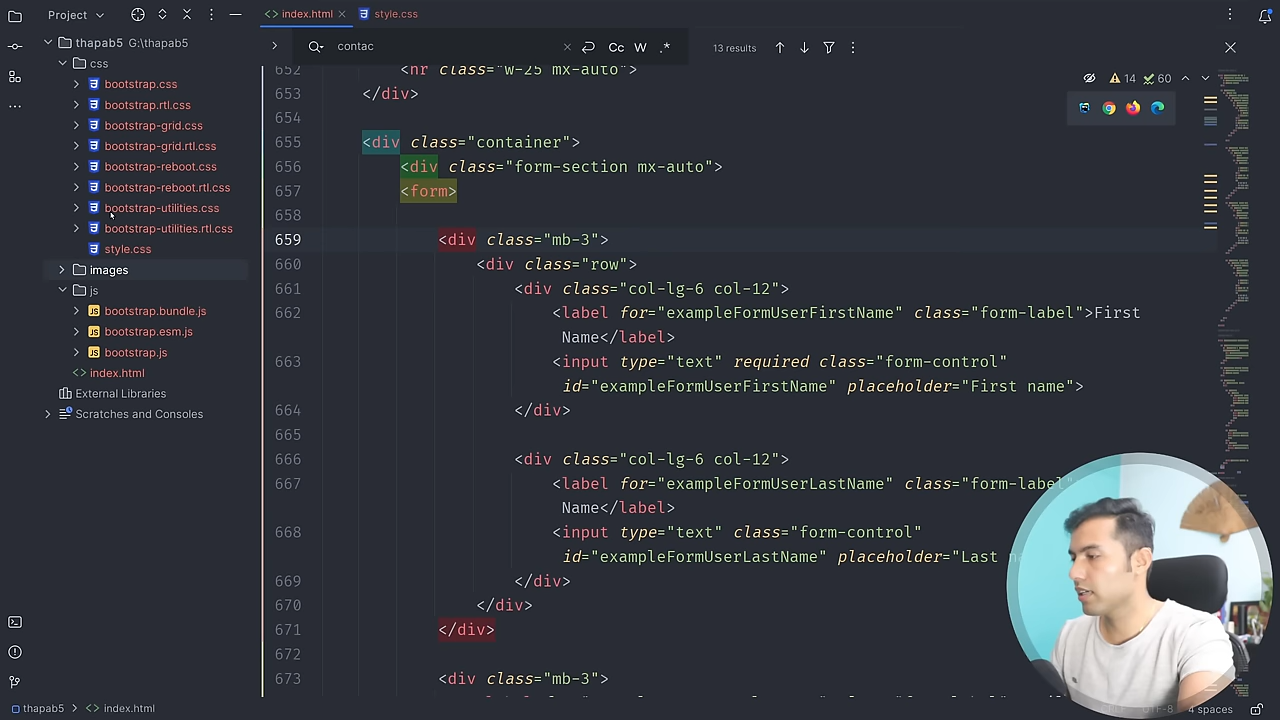 Project
index.html
style.css
thapab5 G:\thapab5
css
bootstrap.css
bootstrap.rtl.css
bootstrap-grid.css
bootstrap-grid.rtl.css
bootstrap-reboot.css
bootstrap-reboot.rtl.css
bootstrap-utilities.css
bootstrap-utilities.rtl.css
style.css
images
js
bootstrap.bundle.js
bootstrap.esm.js
bootstrap.js
index.html
External Libraries
Scratches and Consoles
contac
Cc W .*
13 results
14 60
652 <hr class="w-25 mx-auto">
653 </div>
654
655 <div class="container">
656 <div class="form-section mx-auto">
657 <form>
658
659 <div class="mb-3">
660 <div class="row">
661 <div class="col-lg-6 col-12">
662 <label for="exampleFormUserFirstName" class="form-label">First
Name</label>
663 <input type="text" required class="form-control"
id="exampleFormUserFirstName" placeholder="First name">
664 </div>
665
666 <div class="col-lg-6 col-12">
667 <label for="exampleFormUserLastName" class="form-label"
Name</label>
668 <input type="text" class="form-control"
id="exampleFormUserLastName" placeholder="Last
669 </div>
670 </div>
671 </div>
672
673 <div class="mb-3">
thapab5 > index.html
UTF-8 4 spaces